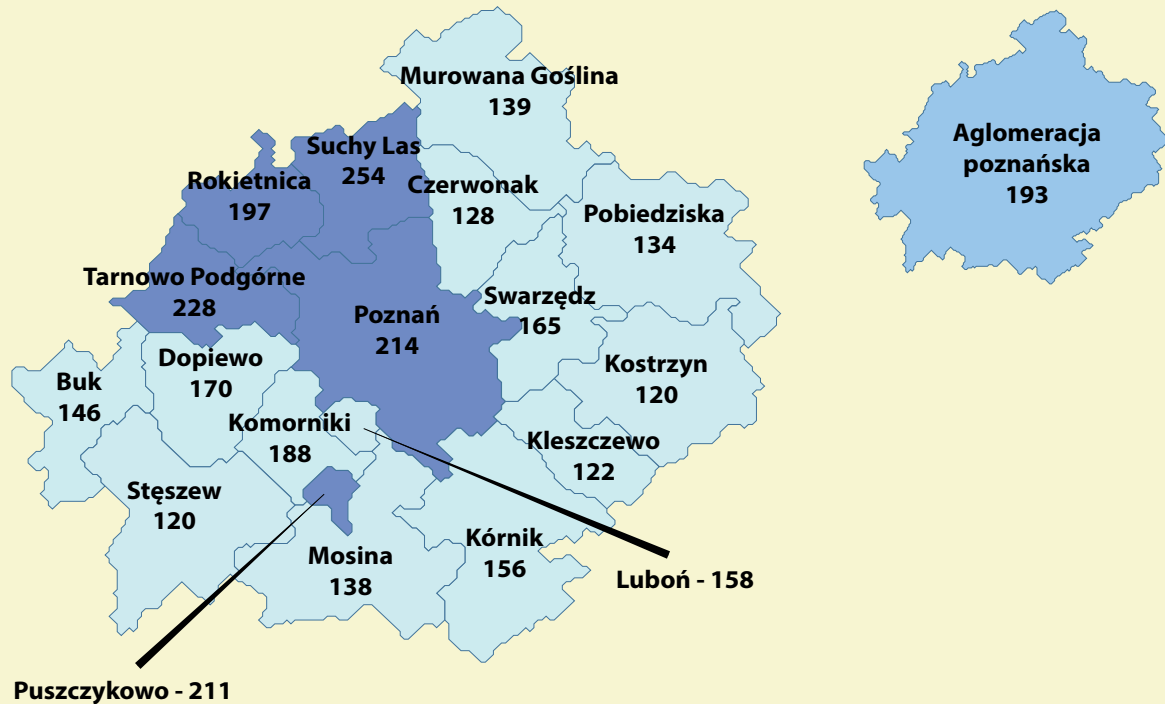 Murowana Goślina
139
Suchy Las
254
Rokietnica
197
Czerwonak
128
Pobiedziska
134
Tarnowo Podgórne
228
Poznań
214
Swarzędz
165
Buk
146
Dopiewo
170
Kostrzyn
120
Komorniki
188
Kleszczewo
122
Stęszew
120
Mosina
138
Kórnik
156
Luboń - 158
Puszczykowo - 211
Aglomeracja
poznańska
193